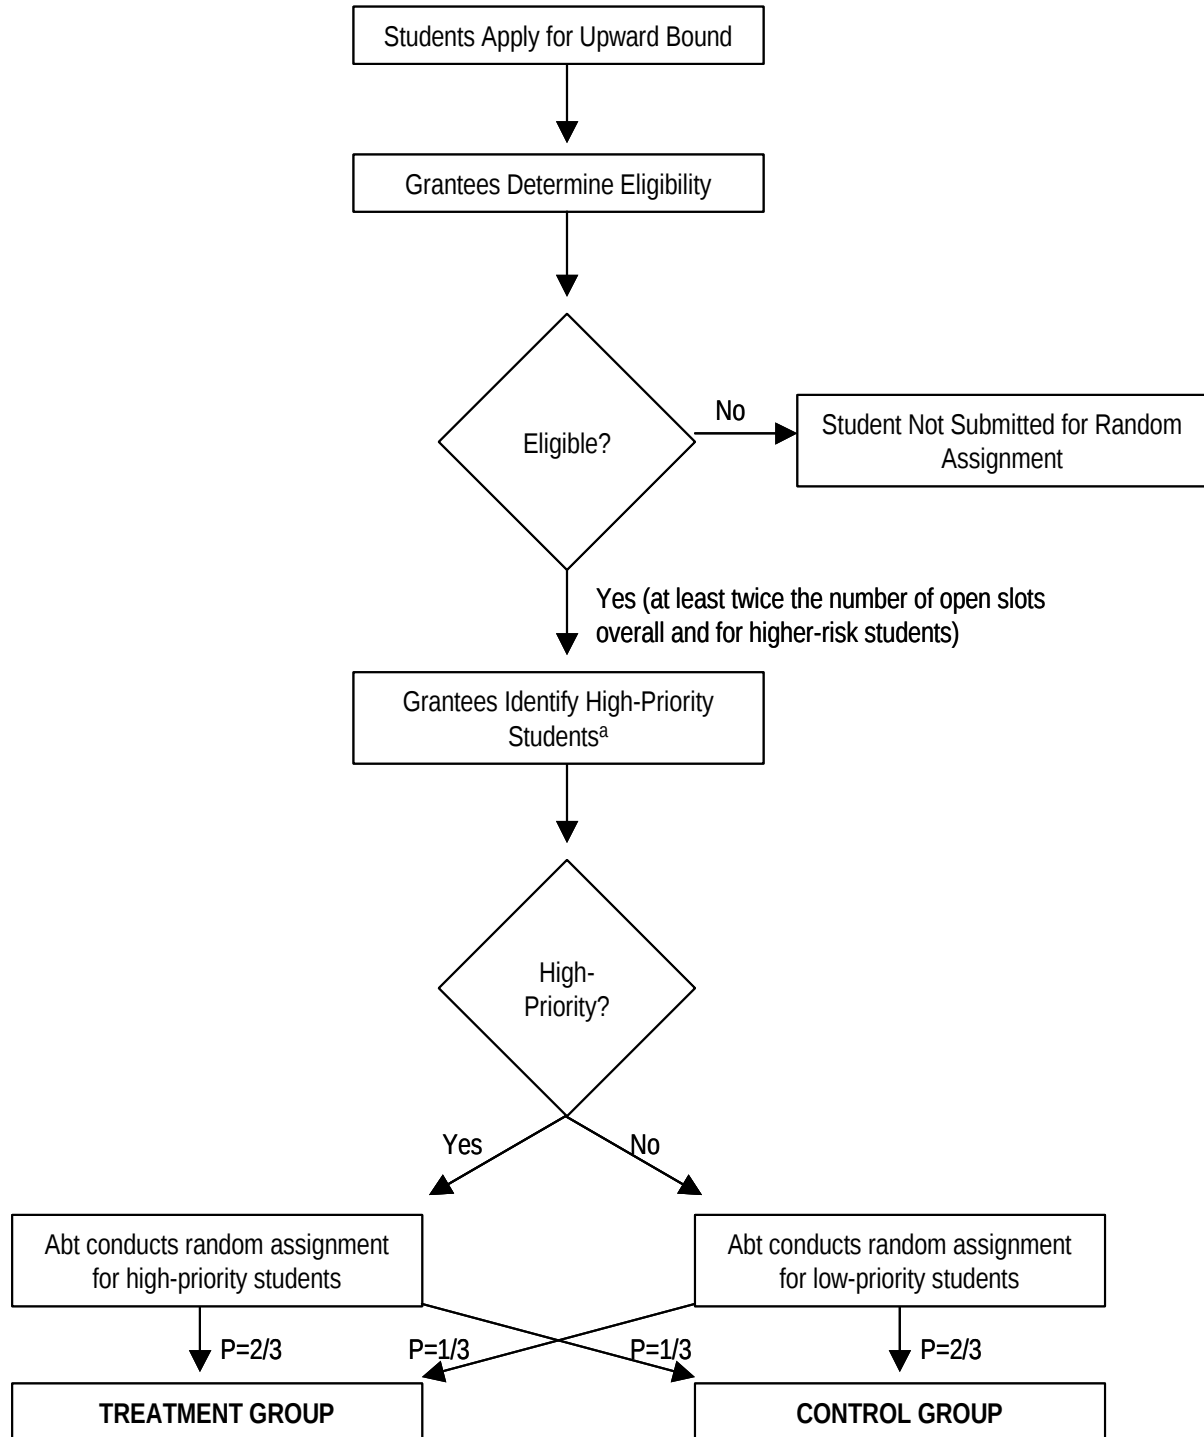 Students Apply for Upward Bound
Grantees Determine Eligibility
Eligible?
No
Student Not Submitted for Random
Assignment
Yes (at least twice the number of open slots
overall and for higher-risk students)
Grantees Identify High-Priority
Studentsᵃ
High-
Priority?
Yes
No
Abt conducts random assignment
for high-priority students
Abt conducts random assignment
for low-priority students
P=2/3
P=1/3
P=1/3
P=2/3
TREATMENT GROUP
CONTROL GROUP